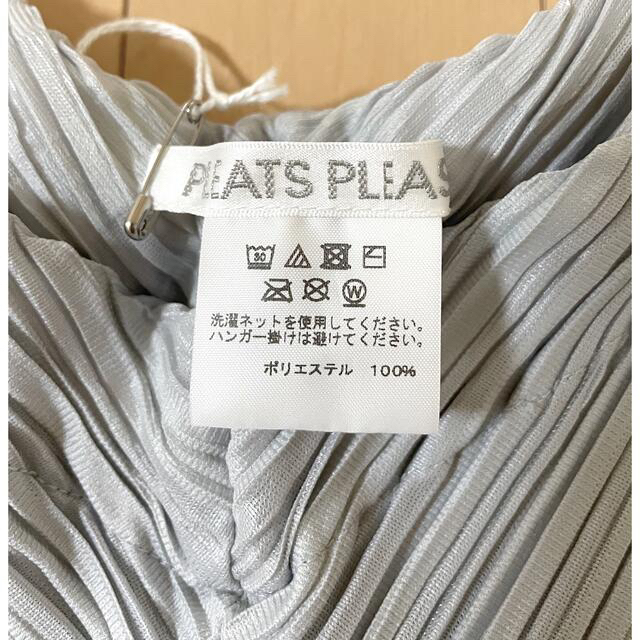 PLEATS PLEAS
30
W
洗濯ネットを使用してください。
ハンガー掛けは避けてください。
ポリエステル 100%